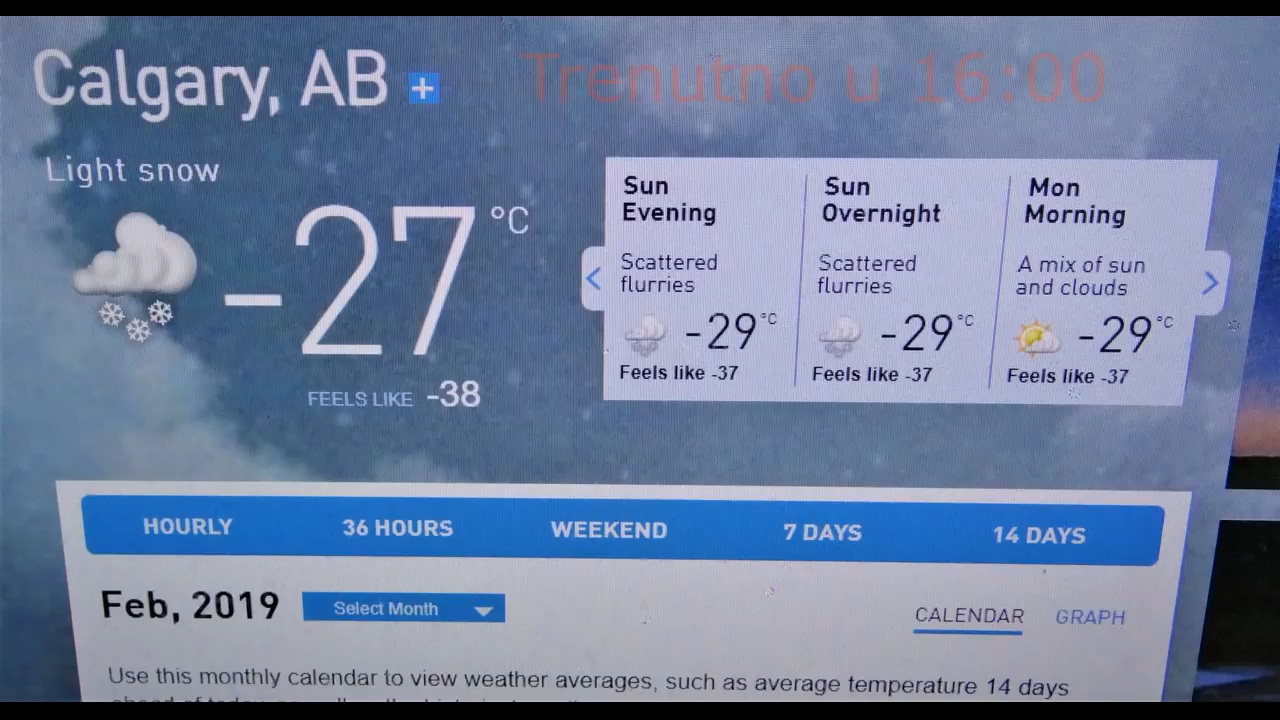 Calgary, AB +
Trenutno u 16:00
Light snow
-27 °C
FEELS LIKE -38
Sun
Evening
Scattered
flurries
-29 °C
Feels like -37
Sun
Overnight
Scattered
flurries
-29 °C
Feels like -37
Mon
Morning
A mix of sun
and clouds
-29 °C
Feels like -37
HOURLY 36 HOURS WEEKEND 7 DAYS 14 DAYS
Feb, 2019 Select Month
CALENDAR GRAPH
Use this monthly calendar to view weather averages, such as average temperature 14 days